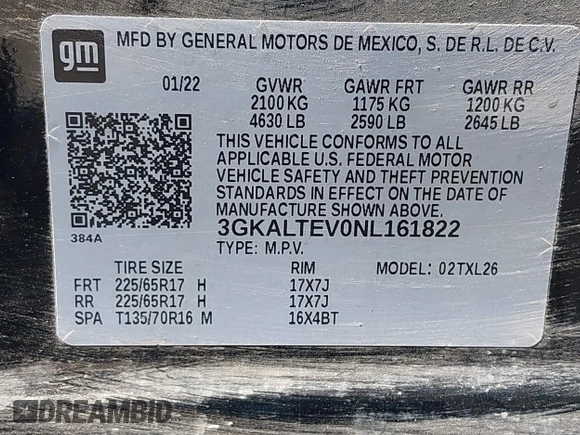 gm
MFD BY GENERAL MOTORS DE MEXICO, S. DE R.L. DE C.V.
01/22 GVWR GAWR FRT GAWR RR
2100 KG 1175 KG 1200 KG
4630 LB 2590 LB 2645 LB
THIS VEHICLE CONFORMS TO ALL
APPLICABLE U.S. FEDERAL MOTOR
VEHICLE SAFETY AND THEFT PREVENTION
STANDARDS IN EFFECT ON THE DATE OF
MANUFACTURE SHOWN ABOVE.
384A
3GKALTEV0NL161822
TYPE: M.P.V.
TIRE SIZE RIM MODEL: 02TXL26
FRT 225/65R17 H 17X7J
RR 225/65R17 H 17X7J
SPA T135/70R16 M 16X4BT
DREAMBID